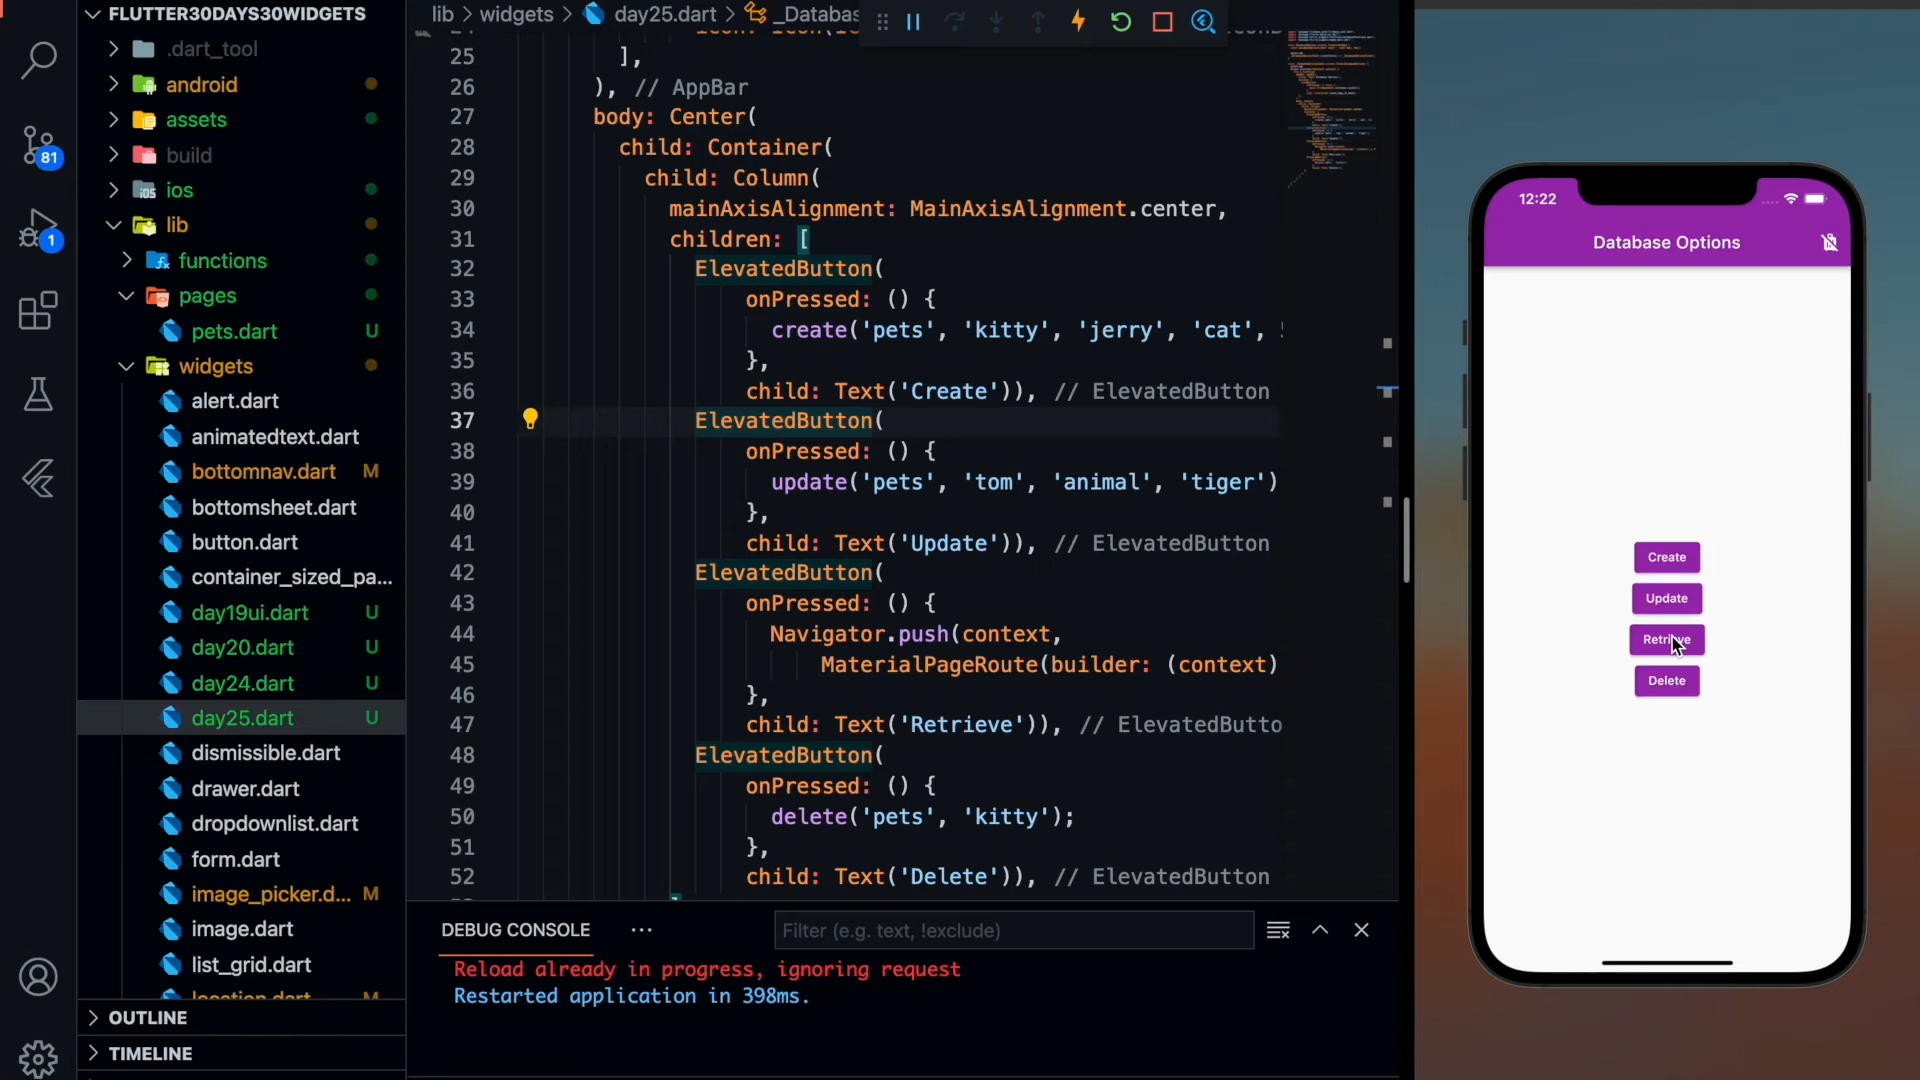 FLUTTER30DAYS30WIDGETS
.dart_tool
android
assets
build
ios
lib
functions
pages
pets.dart U
widgets
alert.dart
animatedtext.dart
bottomnav.dart M
bottomsheet.dart
button.dart
container_sized_pa...
day19ui.dart U
day20.dart U
day24.dart U
day25.dart U
dismissible.dart
drawer.dart
dropdownlist.dart
form.dart
image_picker.d... M
image.dart
list_grid.dart
location.dart M
OUTLINE
TIMELINE
81
1
lib > widgets > day25.dart > _Databas
25 ],
26 ), // AppBar
27 body: Center(
28 child: Container(
29 child: Column(
30 mainAxisAlignment: MainAxisAlignment.center,
31 children: [
32 ElevatedButton(
33 onPressed: () {
34 create('pets', 'kitty', 'jerry', 'cat',
35 },
36 child: Text('Create')), // ElevatedButton
37 ElevatedButton(
38 onPressed: () {
39 update('pets', 'tom', 'animal', 'tiger')
40 },
41 child: Text('Update')), // ElevatedButton
42 ElevatedButton(
43 onPressed: () {
44 Navigator.push(context,
45 MaterialPageRoute(builder: (context)
46 },
47 child: Text('Retrieve')), // ElevatedButto
48 ElevatedButton(
49 onPressed: () {
50 delete('pets', 'kitty');
51 },
52 child: Text('Delete')), // ElevatedButton
DEBUG CONSOLE
Filter (e.g. text, !exclude)
Reload already in progress, ignoring request
Restarted application in 398ms.
12:22
Database Options
Create
Update
Retrieve
Delete